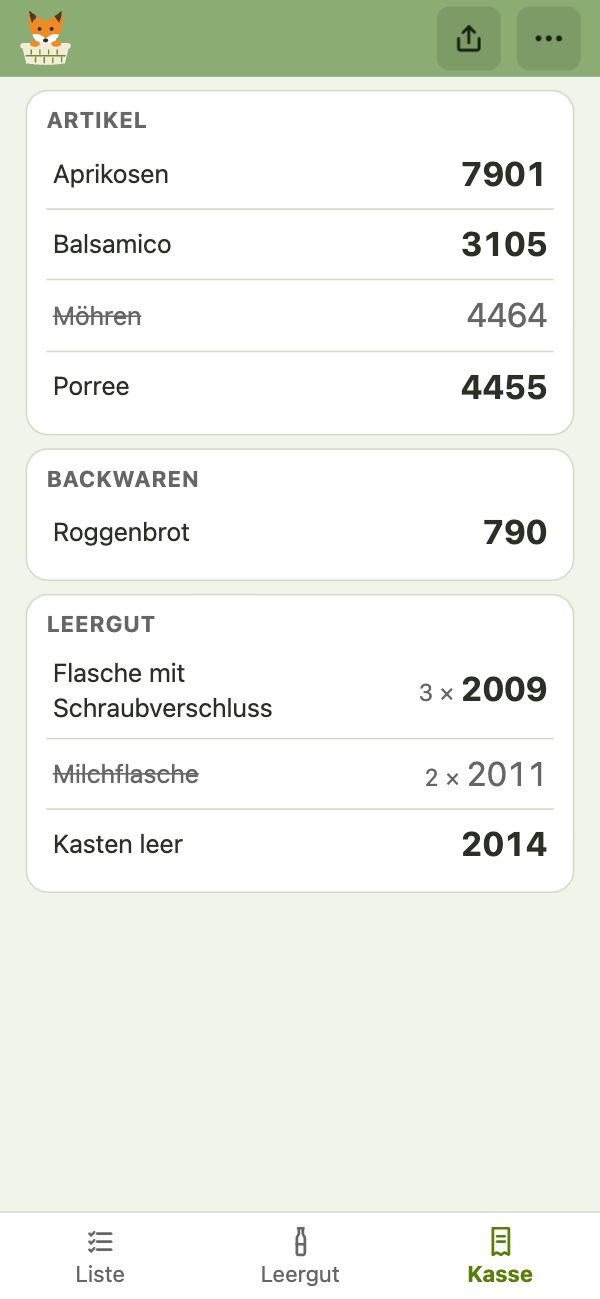 ARTIKEL
Aprikosen 7901
Balsamico 3105
Möhren 4464
Porree 4455
BACKWAREN
Roggenbrot 790
LEERGUT
Flasche mit
Schraubverschluss 3 × 2009
Milchflasche 2 × 2011
Kasten leer 2014
Liste Leergut Kasse